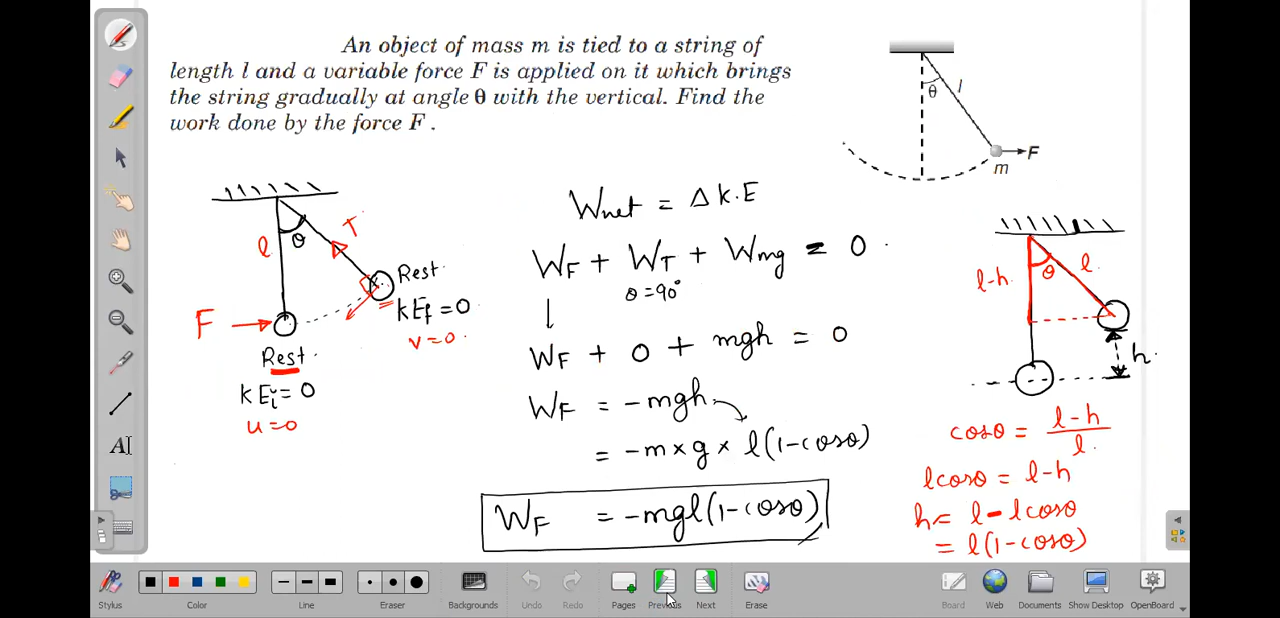 An object of mass m is tied to a string of
length l and a variable force F is applied on it which brings
the string gradually at angle θ with the vertical. Find the
work done by the force F .
θ
l
F
m
l
θ
T
F
Rest
KEf = 0
v=0
Rest
KEi = 0
u=0
Wnet = Δ K.E
WF + WT + Wmg = 0
θ=90°
WF + 0 + mgh = 0
WF = -mgh
= -m×g× l(1-cosθ)
WF = -mgl(1-cosθ)
l-h
θ
l
h
cosθ = l-h
l
lcosθ = l-h
h = l - lcosθ
= l(1-cosθ)
A
Stylus
Color
Line
Eraser
Backgrounds
Undo
Redo
Pages
Previous
Next
Erase
Board
Web
Documents
Show Desktop
OpenBoard